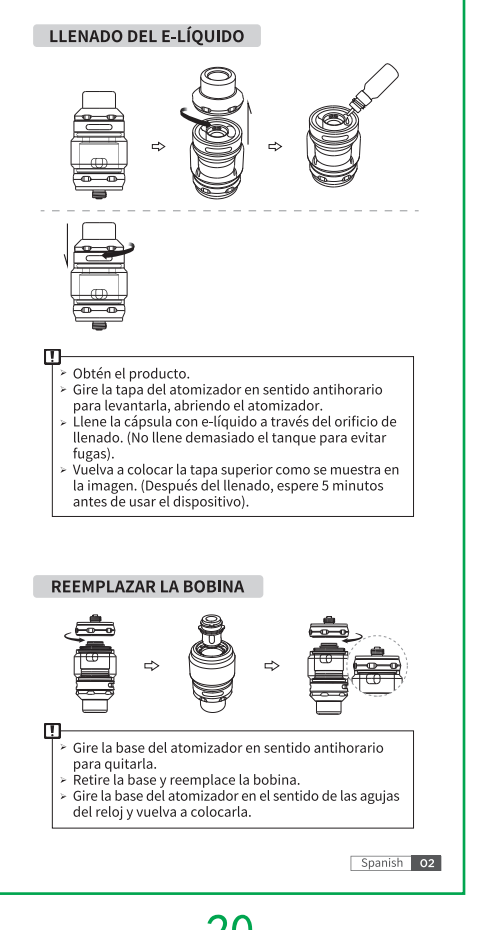 LLENADO DEL E-LÍQUIDO
Obtén el producto.
Gire la tapa del atomizador en sentido antihorario
para levantarla, abriendo el atomizador.
Llene la cápsula con e-líquido a través del orificio de
llenado. (No llene demasiado el tanque para evitar
fugas).
Vuelva a colocar la tapa superior como se muestra en
la imagen. (Después del llenado, espere 5 minutos
antes de usar el dispositivo).
REEMPLAZAR LA BOBINA
Gire la base del atomizador en sentido antihorario
para quitarla.
Retire la base y reemplace la bobina.
Gire la base del atomizador en el sentido de las agujas
del reloj y vuelva a colocarla.
Spanish 02
20